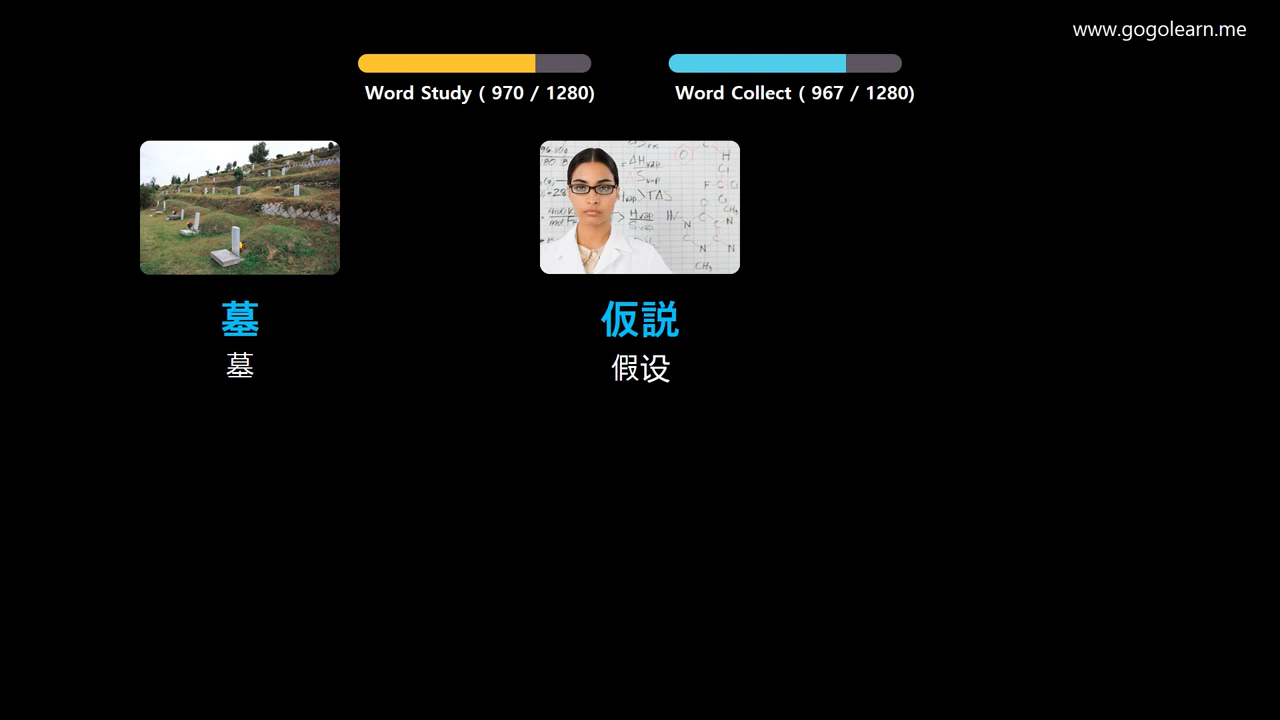 www.gogolearn.me
Word Study ( 970 / 1280)
Word Collect ( 967 / 1280)
墓
墓
仮説
假设